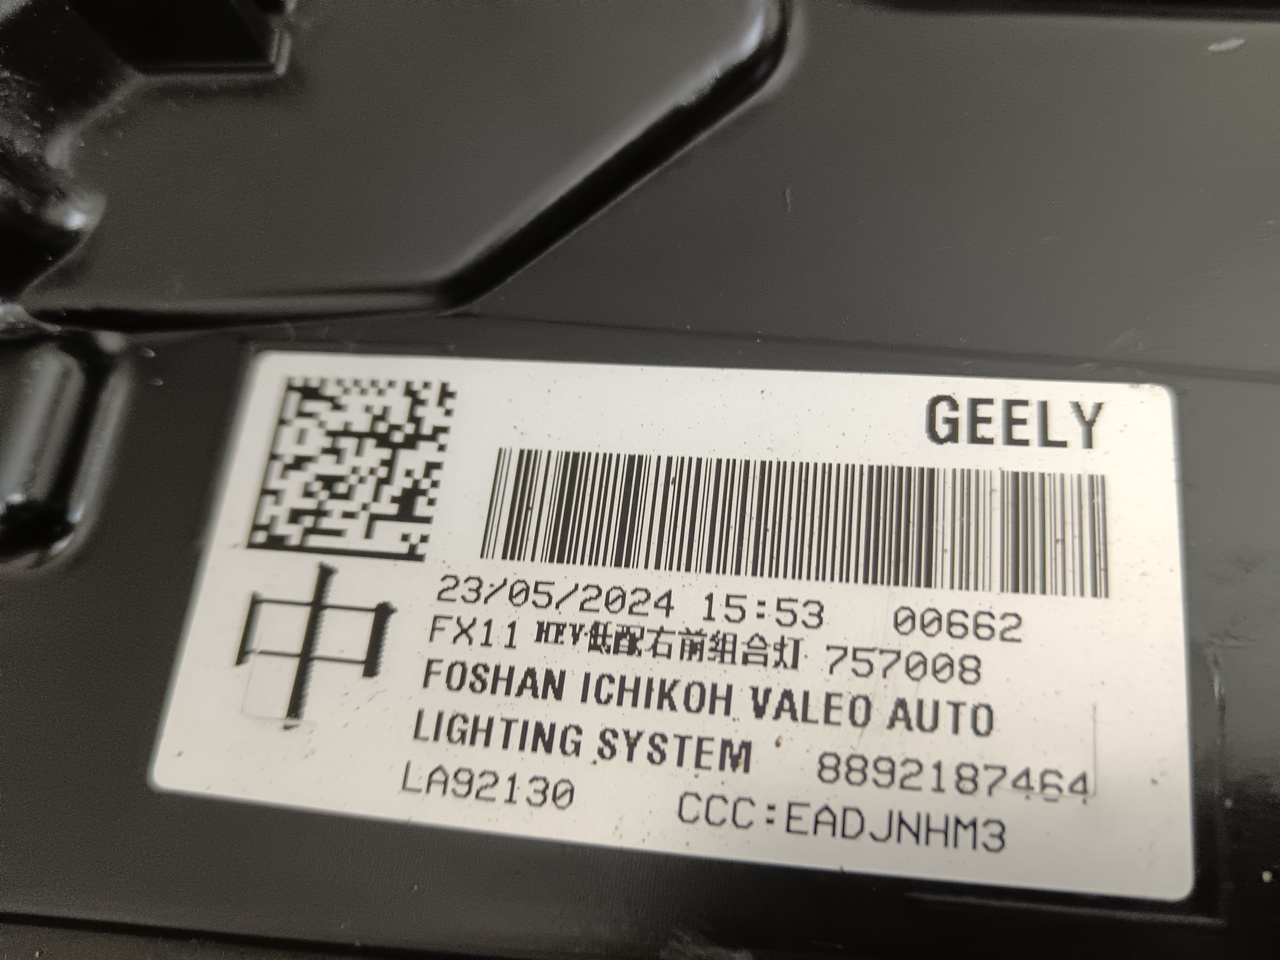 GEELY
中
23/05/2024 15:53 00662
FX11 HEV低配右前组合灯 757008
FOSHAN ICHIKOH VALEO AUTO
LIGHTING SYSTEM 8892187464
LA92130 CCC:EADJNHM3